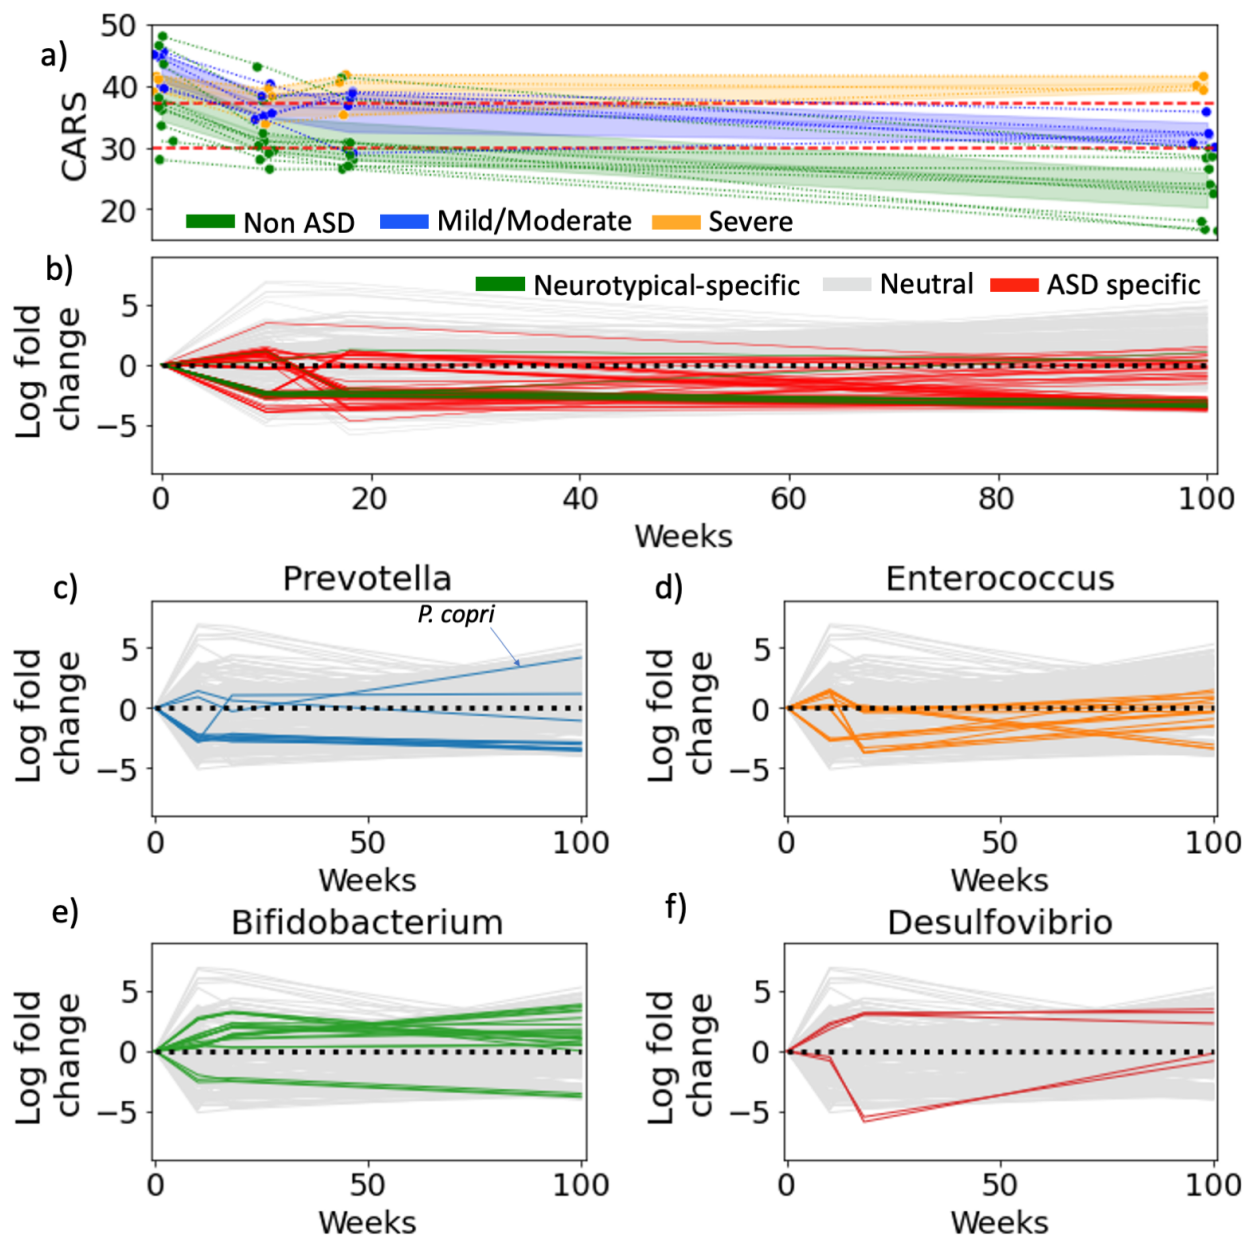 a)
CARS
50
40
30
20
Non ASD Mild/Moderate Severe
b)
Log fold
change
5
0
−5
Neurotypical-specific Neutral ASD specific
0 20 40 60 80 100
Weeks
c)
Prevotella
Log fold
change
5
0
−5
P. copri
0 50 100
Weeks
d)
Enterococcus
Log fold
change
5
0
−5
0 50 100
Weeks
e)
Bifidobacterium
Log fold
change
5
0
−5
0 50 100
Weeks
f)
Desulfovibrio
Log fold
change
5
0
−5
0 50 100
Weeks